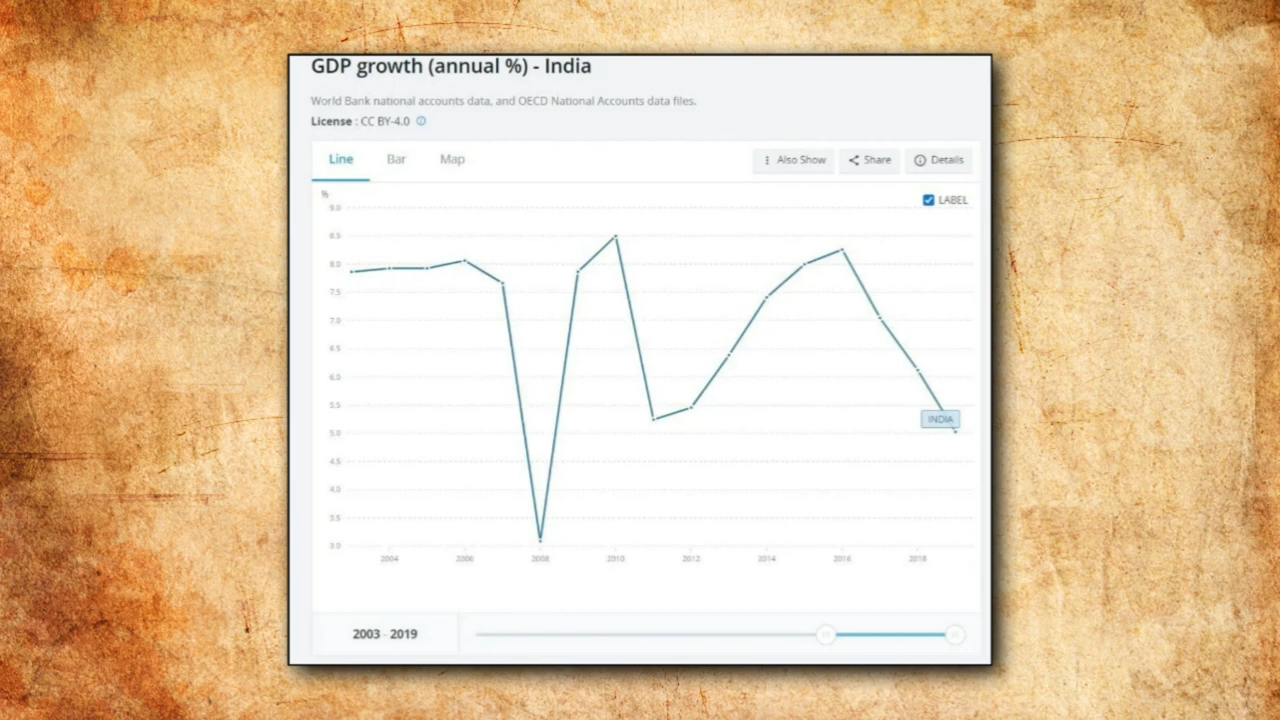 GDP growth (annual %) - India
World Bank national accounts data, and OECD National Accounts data files.
License : CC BY-4.0
Line Bar Map Also Show Share Details
%
LABEL
9.0
8.5
8.0
7.5
7.0
6.5
6.0
5.5
INDIA
5.0
4.5
4.0
3.5
3.0
2004 2006 2008 2010 2012 2014 2016 2018
2003 - 2019